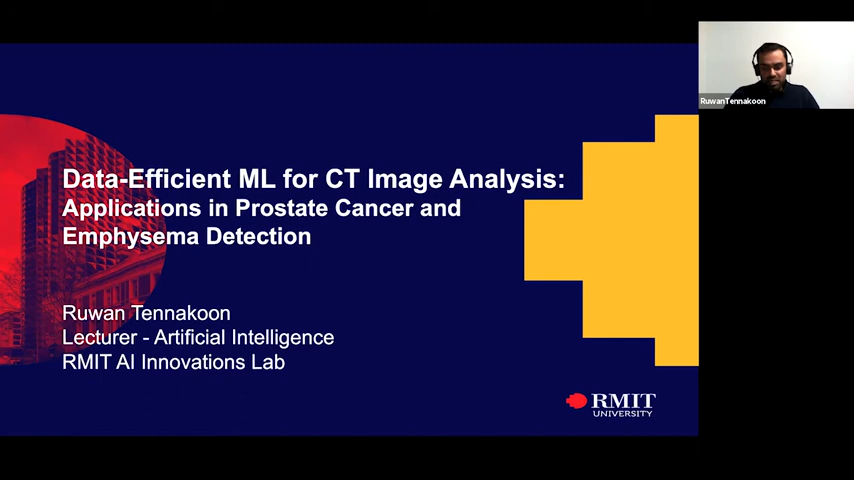 RuwanTennakoon
Data-Efficient ML for CT Image Analysis:
Applications in Prostate Cancer and
Emphysema Detection
Ruwan Tennakoon
Lecturer - Artificial Intelligence
RMIT AI Innovations Lab
RMIT
UNIVERSITY